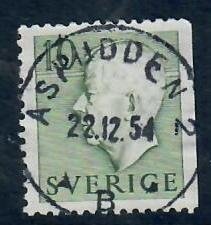 10
ASPUDDEN 2
22.12.54
SVERIGE
A B C